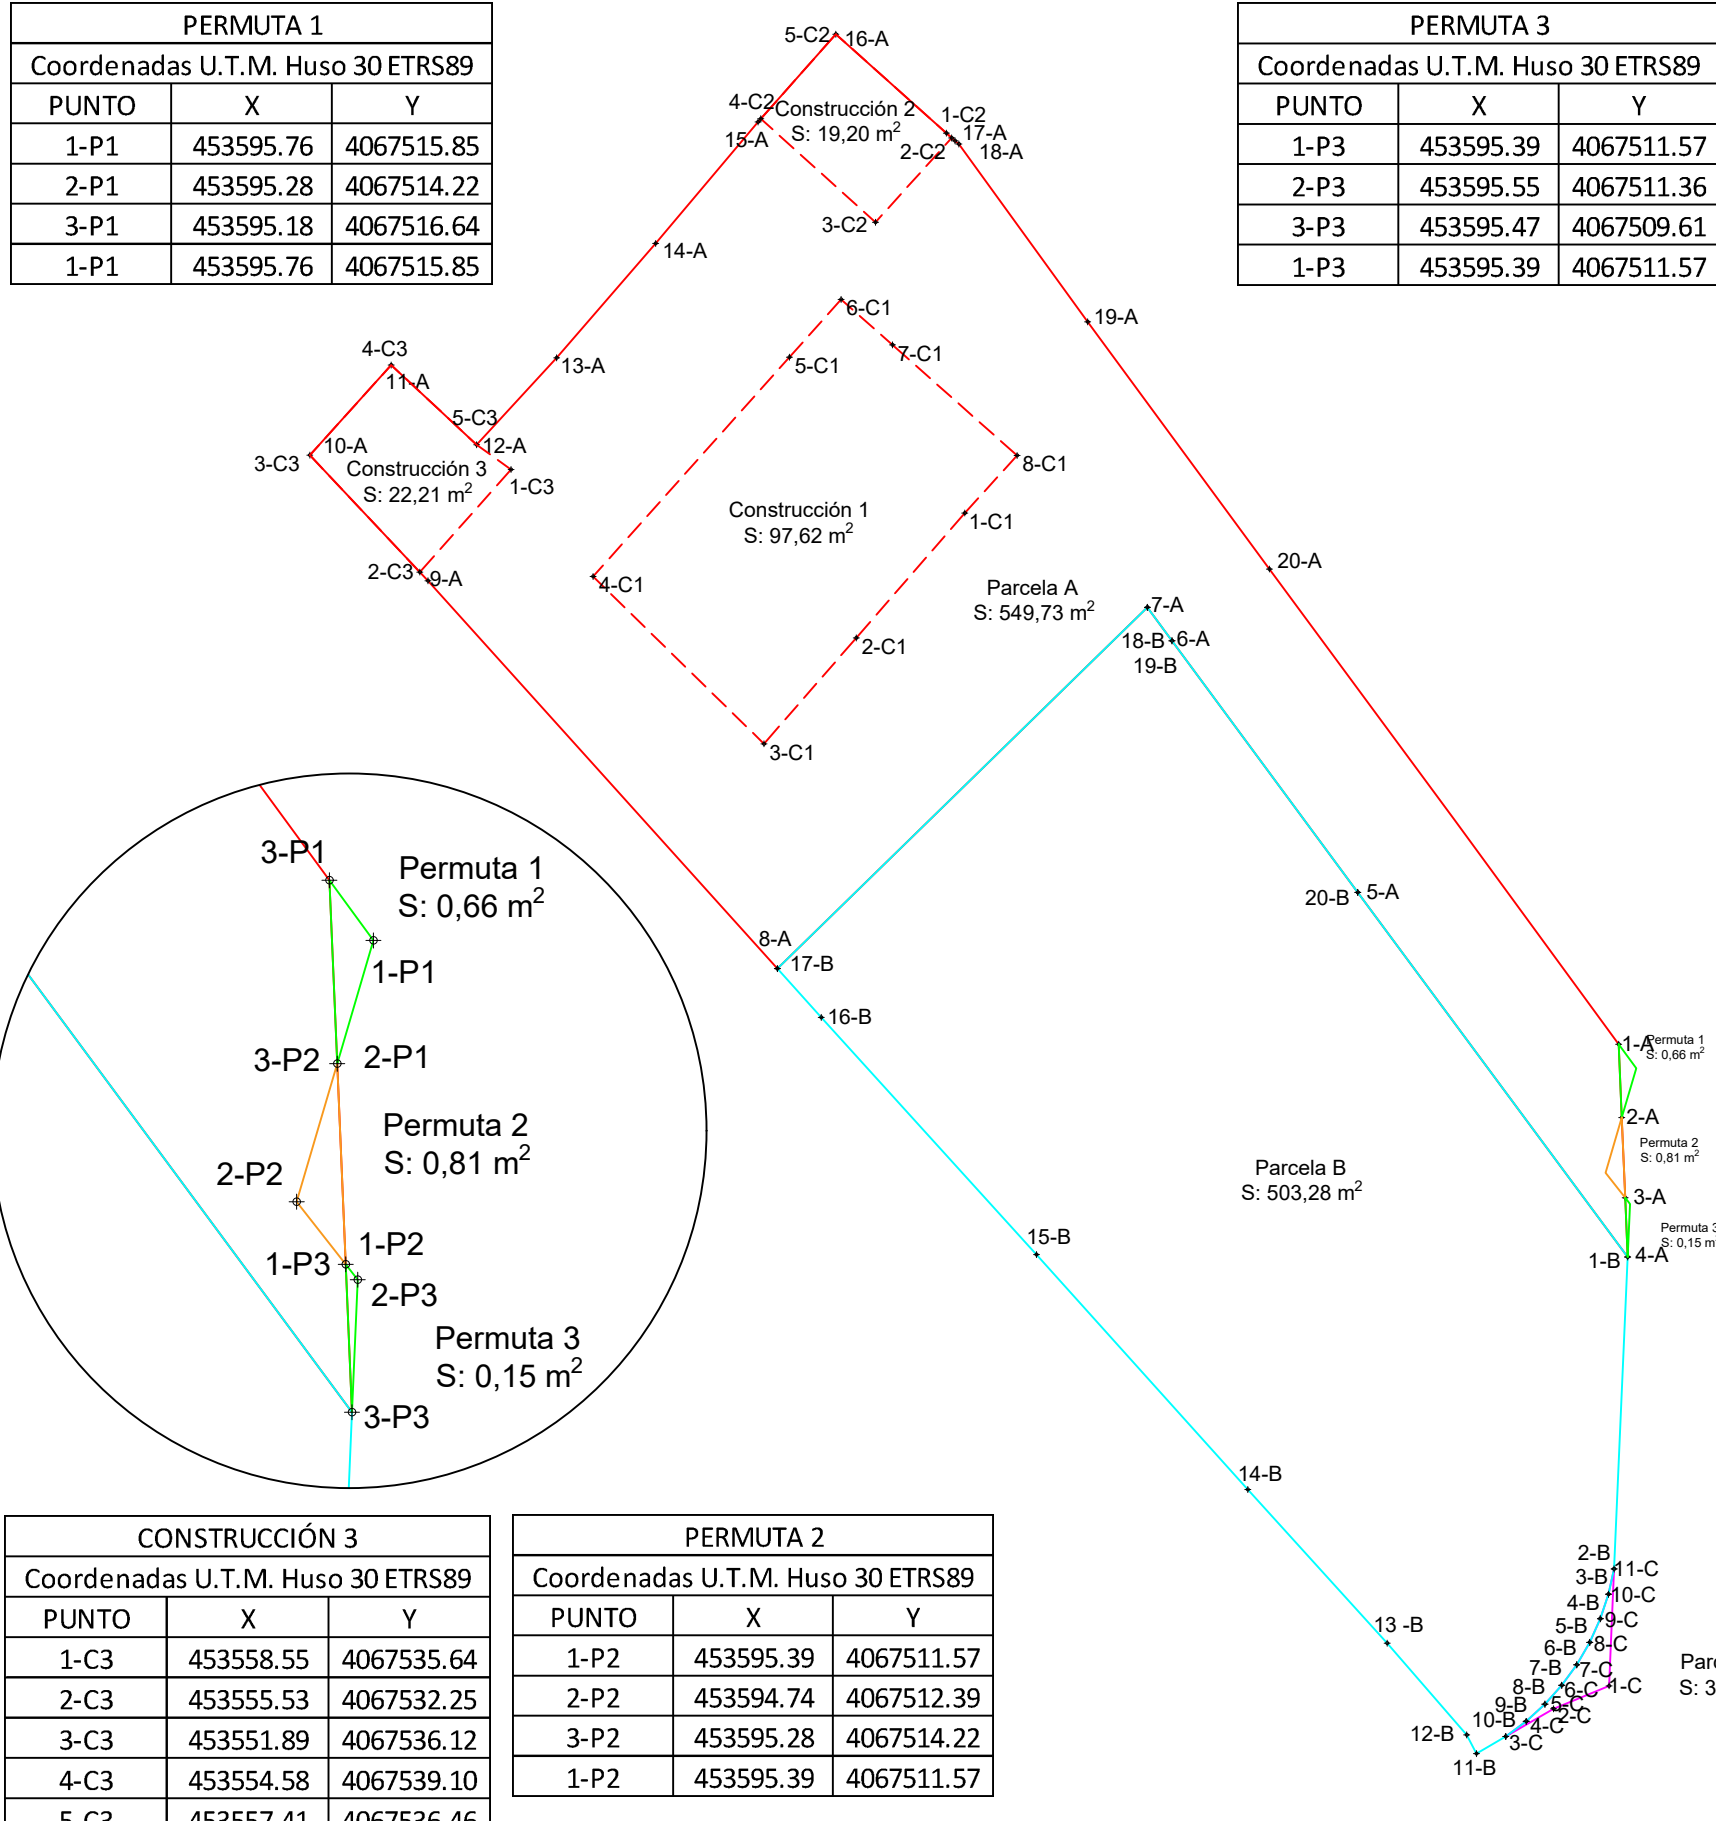 PERMUTA 1
Coordenadas U.T.M. Huso 30 ETRS89
PUNTO X Y
1-P1 453595.76 4067515.85
2-P1 453595.28 4067514.22
3-P1 453595.18 4067516.64
1-P1 453595.76 4067515.85
PERMUTA 3
Coordenadas U.T.M. Huso 30 ETRS89
PUNTO X Y
1-P3 453595.39 4067511.57
2-P3 453595.55 4067511.36
3-P3 453595.47 4067509.61
1-P3 453595.39 4067511.57
5-C2
16-A
4-C2
Construcción 2
S: 19,20 m²
15-A
1-C2
17-A
2-C2
18-A
3-C2
14-A
6-C1
19-A
7-C1
5-C1
13-A
4-C3
11-A
5-C3
12-A
10-A
3-C3
Construcción 3
S: 22,21 m²
1-C3
8-C1
Construcción 1
S: 97,62 m²
1-C1
20-A
2-C3
9-A
4-C1
Parcela A
S: 549,73 m²
7-A
18-B
6-A
19-B
2-C1
3-C1
20-B
5-A
8-A
17-B
16-B
1-A
Permuta 1
S: 0,66 m²
2-A
Permuta 2
S: 0,81 m²
Parcela B
S: 503,28 m²
3-A
Permuta 3
S: 0,15 m
1-B
4-A
15-B
14-B
13 -B
3-P1
Permuta 1
S: 0,66 m²
1-P1
3-P2
2-P1
Permuta 2
S: 0,81 m²
2-P2
1-P2
1-P3
2-P3
Permuta 3
S: 0,15 m²
3-P3
2-B
11-C
3-B
10-C
4-B
9-C
5-B
8-C
6-B
7-C
7-B
6-C
8-B
1-C
Parc
S: 3
9-B
5-C
2-C
10-B
4-C
3-C
12-B
11-B
CONSTRUCCIÓN 3
Coordenadas U.T.M. Huso 30 ETRS89
PUNTO X Y
1-C3 453558.55 4067535.64
2-C3 453555.53 4067532.25
3-C3 453551.89 4067536.12
4-C3 453554.58 4067539.10
5-C3 453557.41 4067536.46
PERMUTA 2
Coordenadas U.T.M. Huso 30 ETRS89
PUNTO X Y
1-P2 453595.39 4067511.57
2-P2 453594.74 4067512.39
3-P2 453595.28 4067514.22
1-P2 453595.39 4067511.57